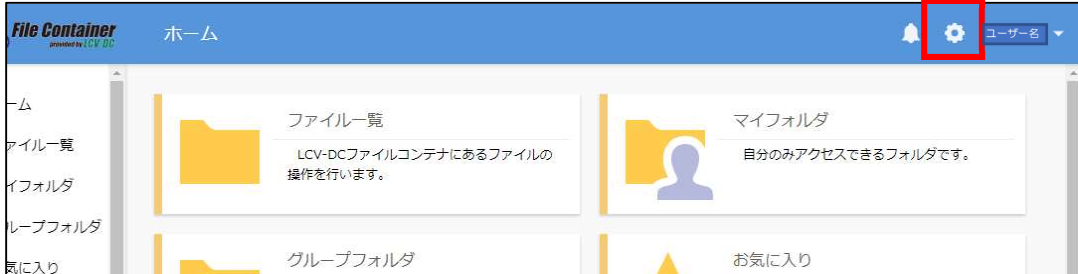 File Container
provided by LCV-DC
ホーム
ユーザー名
ーム
ァイル一覧
イフォルダ
ループフォルダ
気に入り
ファイル一覧
LCV-DCファイルコンテナにあるファイルの
操作を行います。
マイフォルダ
自分のみアクセスできるフォルダです。
グループフォルダ
お気に入り